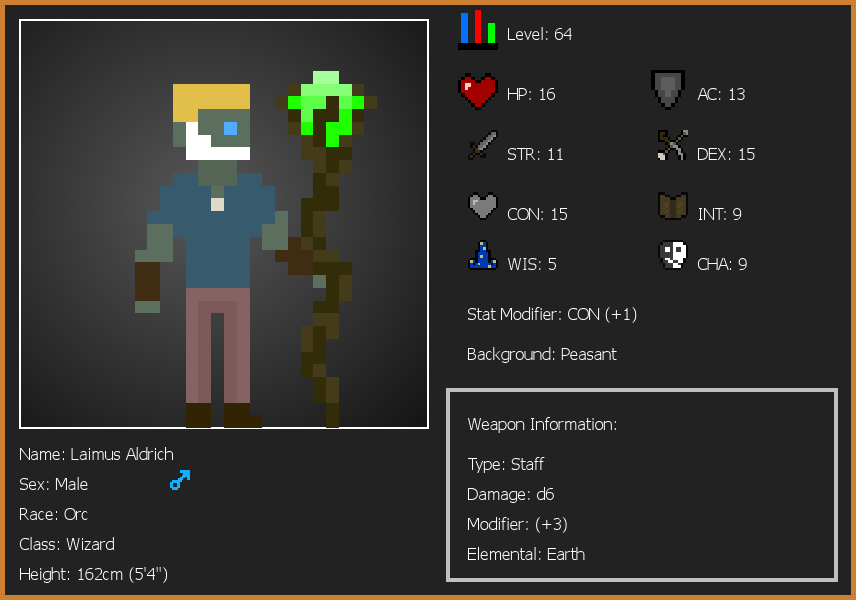 Level: 64
HP: 16
AC: 13
STR: 11
DEX: 15
CON: 15
INT: 9
WIS: 5
CHA: 9
Stat Modifier: CON (+1)
Background: Peasant
Weapon Information:
Type: Staff
Damage: d6
Modifier: (+3)
Elemental: Earth
Name: Laimus Aldrich
Sex: Male
Race: Orc
Class: Wizard
Height: 162cm (5'4")